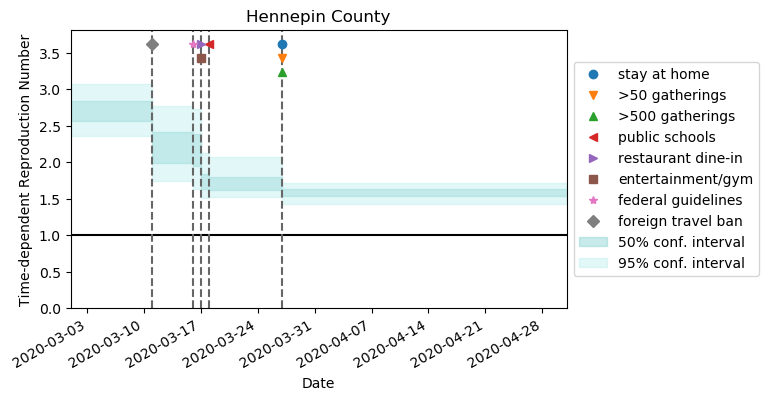 Hennepin County
Time-dependent Reproduction Number
3.5
3.0
2.5
2.0
1.5
1.0
0.5
0.0
2020-03-03
2020-03-10
2020-03-17
2020-03-24
2020-03-31
2020-04-07
2020-04-14
2020-04-21
2020-04-28
Date
stay at home
>50 gatherings
>500 gatherings
public schools
restaurant dine-in
entertainment/gym
federal guidelines
foreign travel ban
50% conf. interval
95% conf. interval